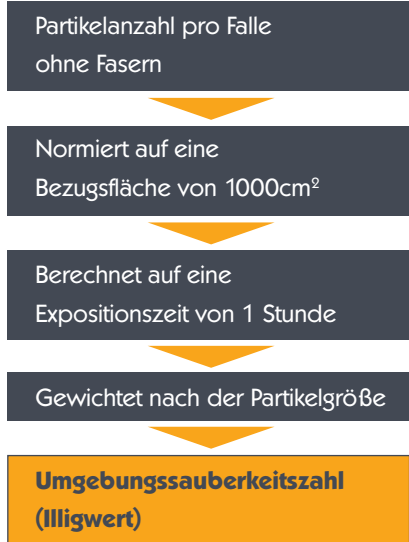 Partikelanzahl pro Falle
ohne Fasern
Normiert auf eine
Bezugsfläche von 1000cm²
Berechnet auf eine
Expositionszeit von 1 Stunde
Gewichtet nach der Partikelgröße
Umgebungssauberkeitszahl
(Illigwert)